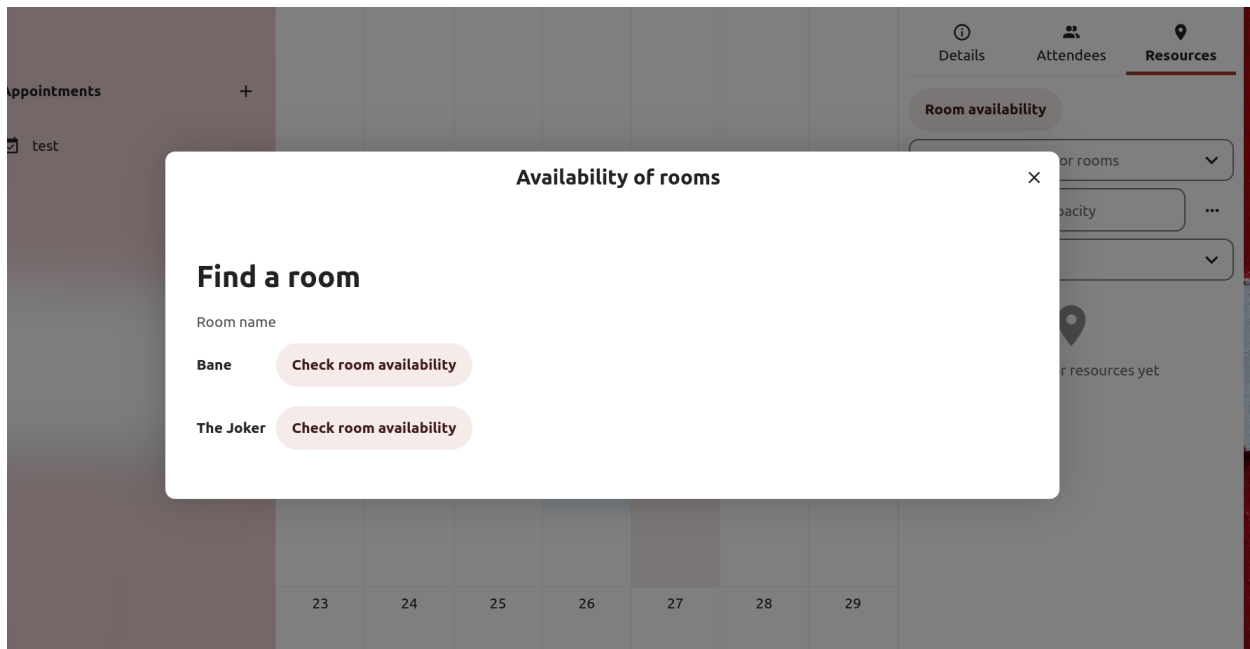 Details
Attendees
Resources
Appointments
+
Room availability
test
or rooms
Availability of rooms
Find a room
Room name
Bane
Check room availability
The Joker
Check room availability
resources yet
23 24 25 26 27 28 29